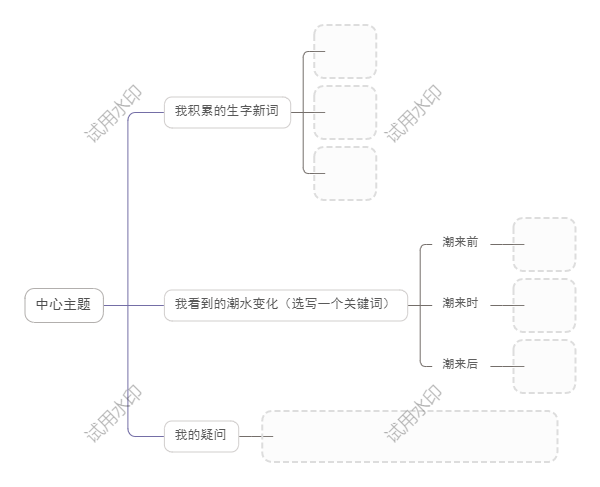 试用水印
试用水印
我积累的生字新词
潮来前
中心主题
我看到的潮水变化（选写一个关键词）
潮来时
潮来后
试用水印
试用水印
我的疑问